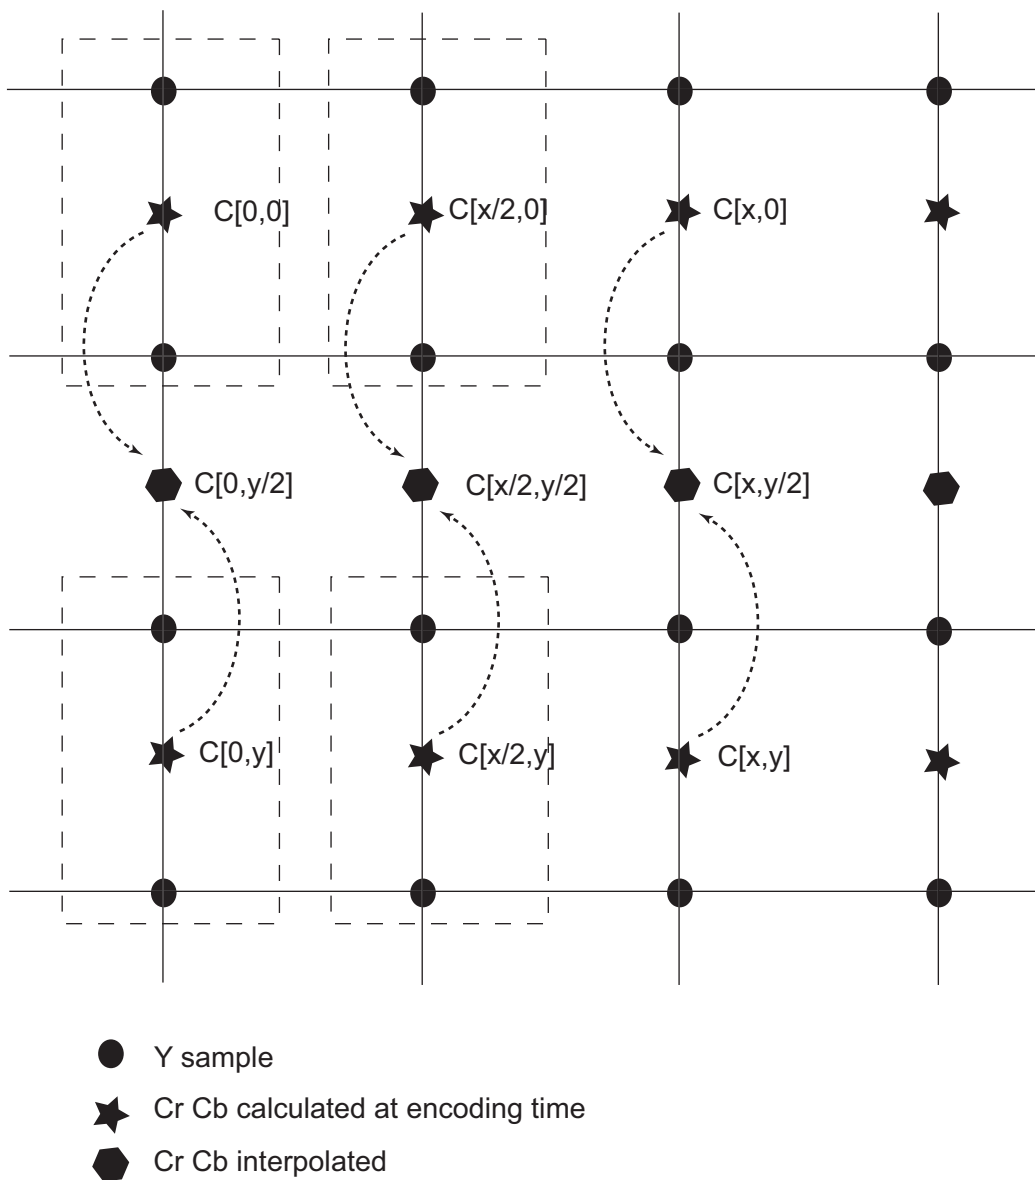 C[0,0]
C[x/2,0]
C[x,0]
C[0,y/2]
C[x/2,y/2]
C[x,y/2]
C[0,y]
C[x/2,y]
C[x,y]
Y sample
Cr Cb calculated at encoding time
Cr Cb interpolated